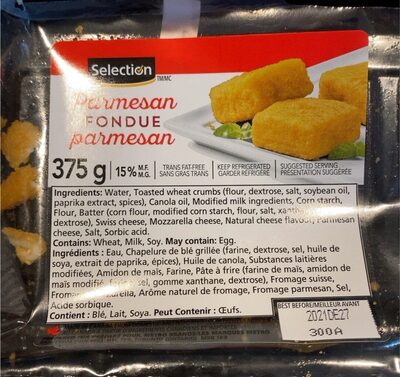 Selection
TM/MC
Parmesan
FONDUE
parmesan
375 g
15% M.F. M.G.
TRANS FAT-FREE
SANS GRAS TRANS
KEEP REFRIGERATED
GARDER RÉFRIGÉRÉ
SUGGESTED SERVING
PRÉSENTATION SUGGÉRÉE
Ingredients: Water, Toasted wheat crumbs (flour, dextrose, salt, soybean oil,
paprika extract, spices), Canola oil, Modified milk ingredients, Corn starch,
Flour, Batter (corn flour, modified corn starch, flour, salt,
dextrose), Swiss cheese, Mozzarella cheese, Natural cheese Parmesan
cheese, Salt, Sorbic acid.
Contains: Wheat, Milk, Soy. May contain: Egg.
Ingrédients : Eau, Chapelure de blé grillée (farine, dextrose, sel, huile de
soya, extrait de paprika, épices), Huile de canola, Substances laitières
modifiées, Amidon de maïs, Farine, Pâte à frire (farine de maïs, amidon de
maïs modifié, sel, gomme xanthane, dextrose), Fromage suisse,
Arôme naturel de fromage, Fromage parmesan, Sel,
Acide sorbique.
Contient : Blé, Lait, Soya. Peut Contenir : Œufs.
BEST BEFORE/MEILLEUR AVANT
2021DE27
300A